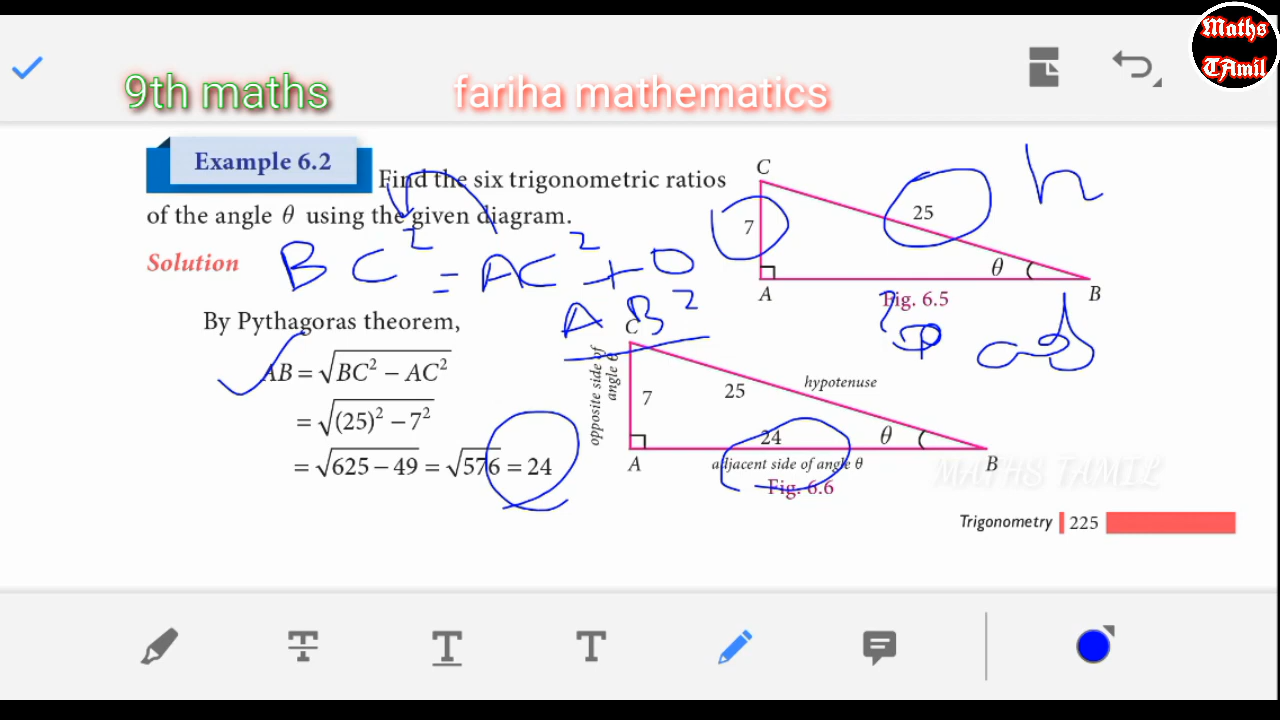 Maths
TAmil
9th maths
fariha mathematics
Example 6.2
Find the six trigonometric ratios
of the angle θ using the given diagram.
Solution
BC² = AC² + 0
AB²
By Pythagoras theorem,
AB = √(BC² − AC²)
= √((25)² − 7²)
= √(625 − 49) = √576 = 24
C
h
25
7
θ
A
B
Fig. 6.5
?
adj
C
opposite side of
angle θ
7
25
hypotenuse
24
θ
A
adjacent side of angle θ
B
Fig. 6.6
MATHS TAMIL
Trigonometry
225
T
T
T